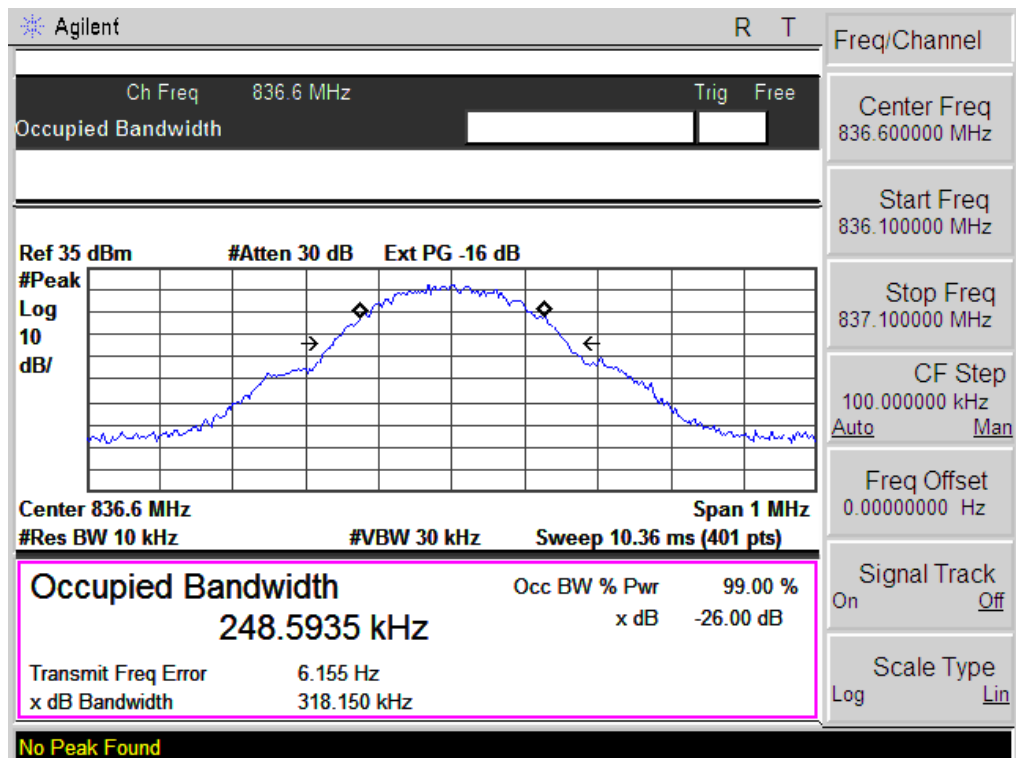 Agilent R T
Freq/Channel
Ch Freq 836.6 MHz Trig Free
Occupied Bandwidth
Center Freq
836.600000 MHz
Start Freq
836.100000 MHz
Stop Freq
837.100000 MHz
CF Step
100.000000 kHz
Auto Man
Freq Offset
0.00000000 Hz
Signal Track
On Off
Scale Type
Log Lin
Ref 35 dBm #Atten 30 dB Ext PG -16 dB
#Peak
Log
10
dB/
Center 836.6 MHz Span 1 MHz
#Res BW 10 kHz #VBW 30 kHz Sweep 10.36 ms (401 pts)
Occupied Bandwidth Occ BW % Pwr 99.00 %
248.5935 kHz x dB -26.00 dB
Transmit Freq Error 6.155 Hz
x dB Bandwidth 318.150 kHz
No Peak Found